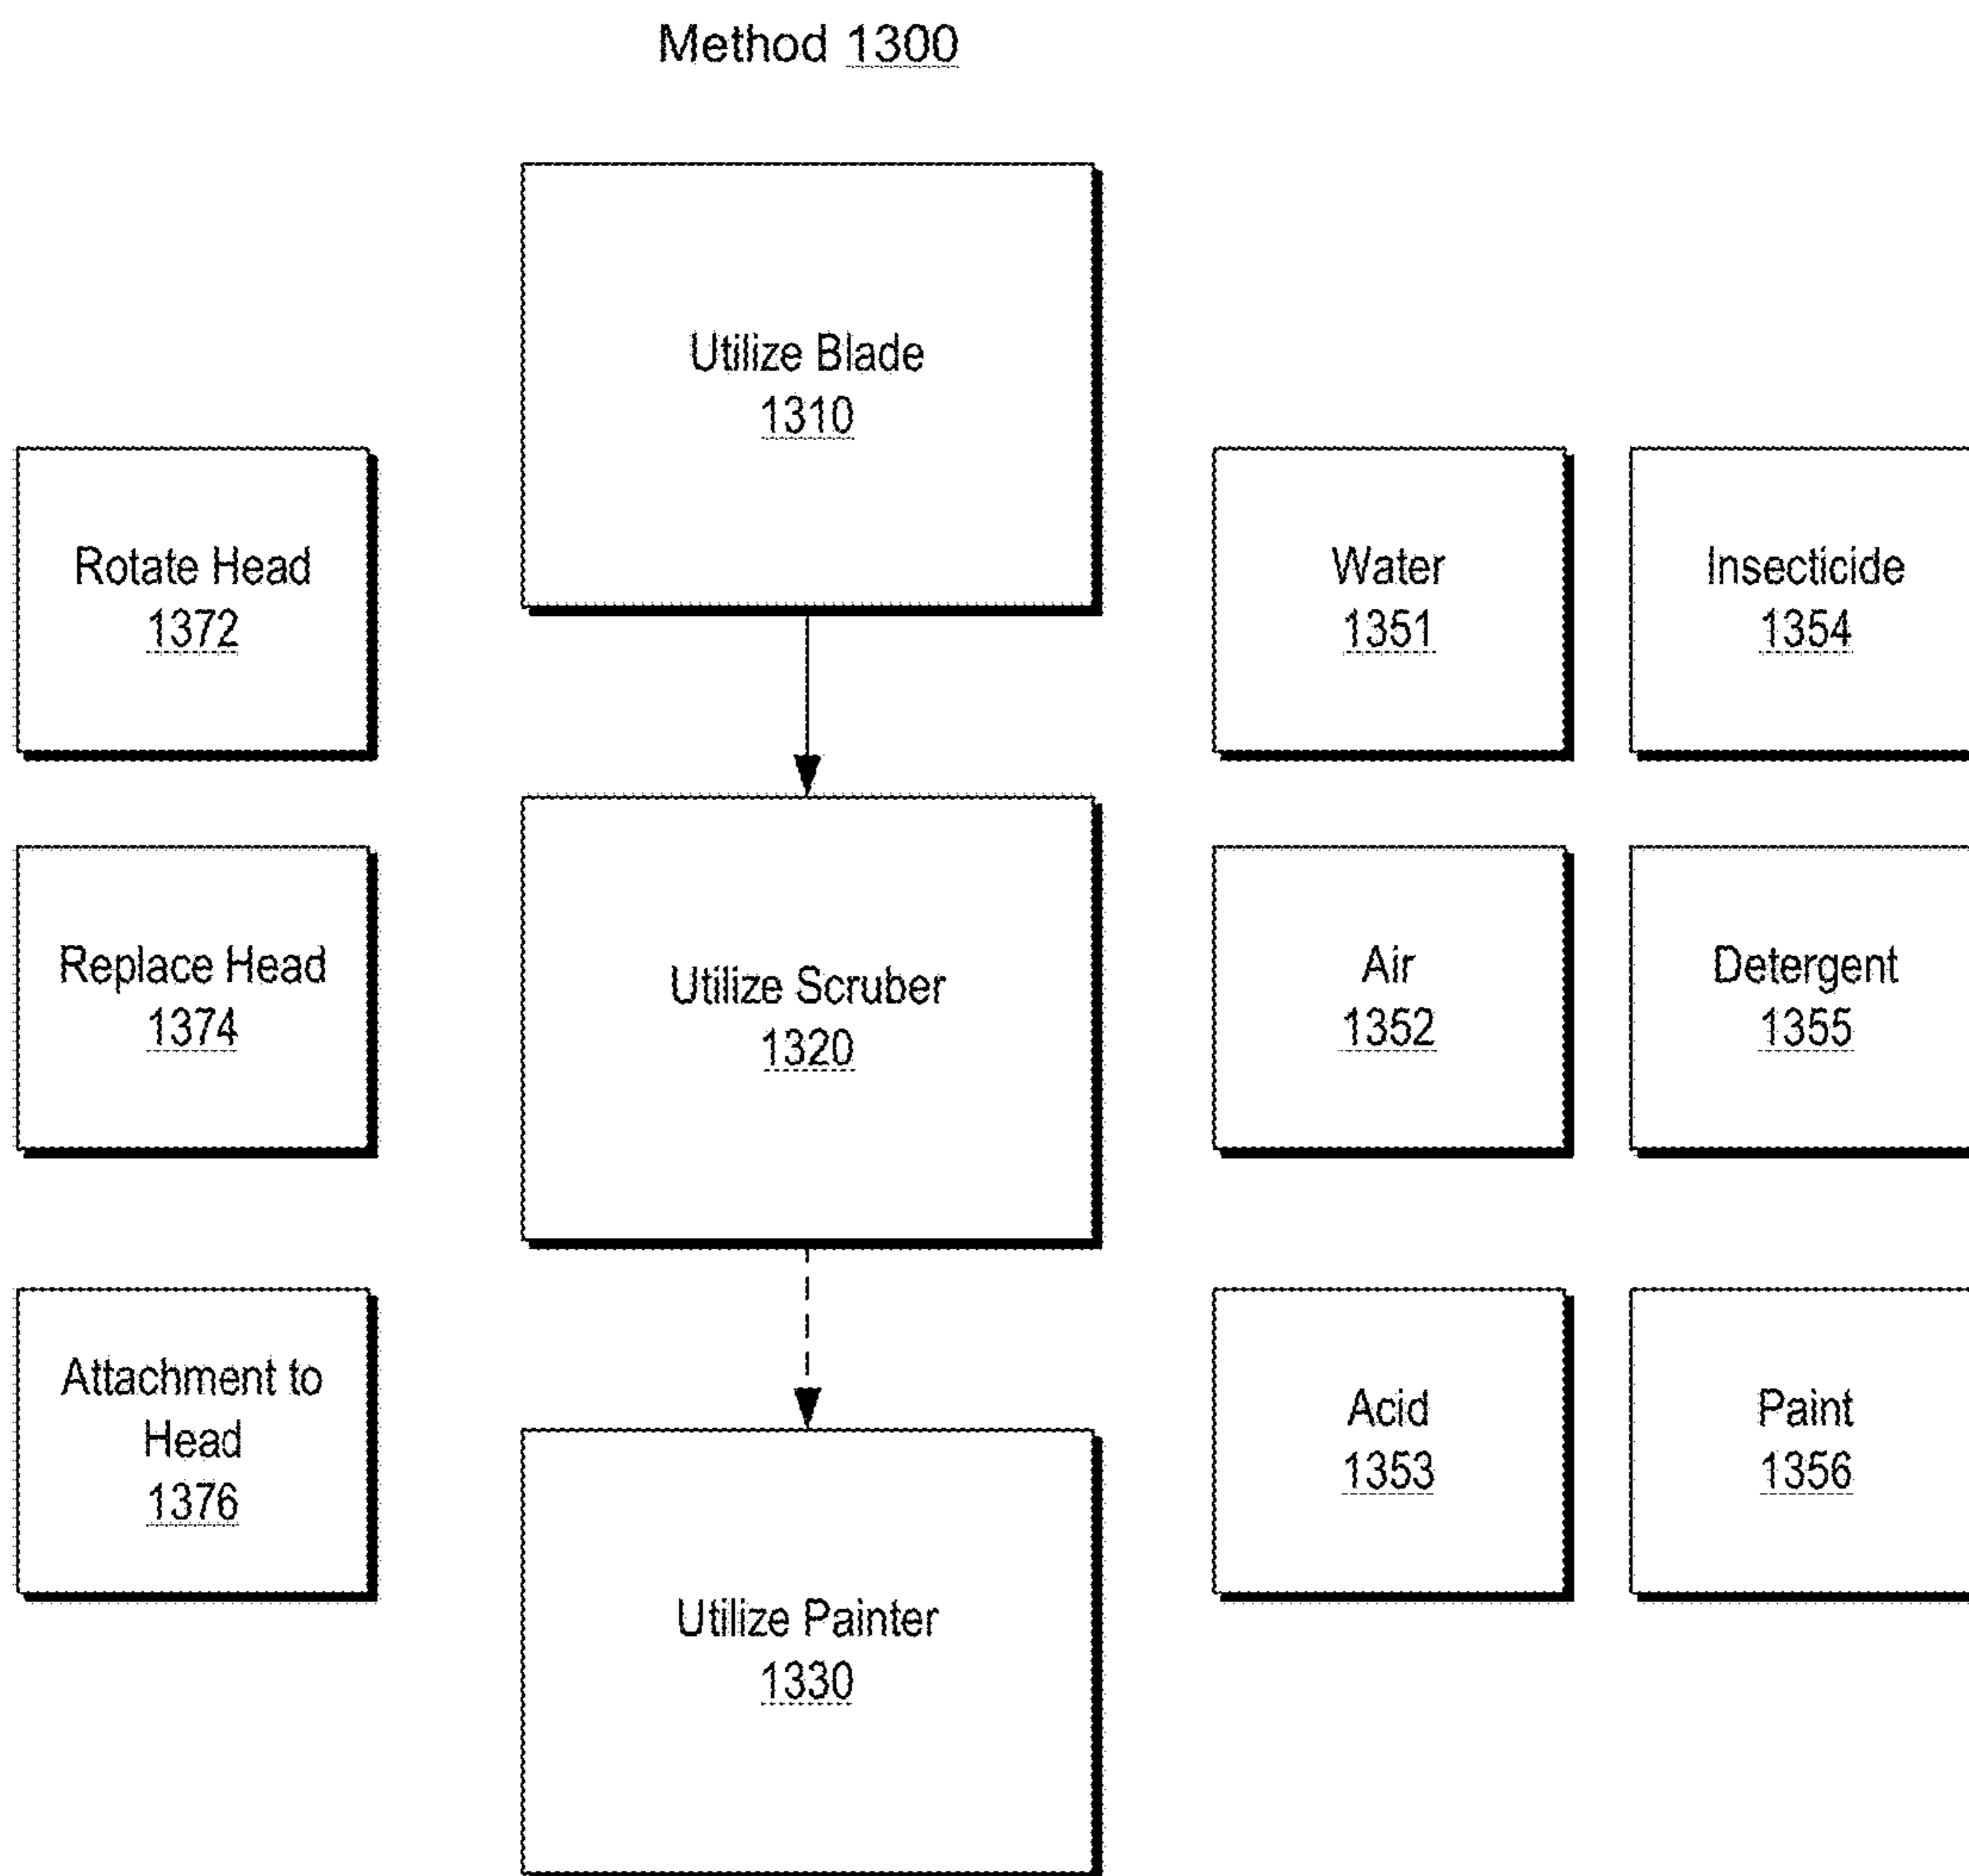 Method 1300
Utilize Blade
1310
Rotate Head
1372
Water
1351
Insecticide
1354
Replace Head
1374
Utilize Scruber
1320
Air
1352
Detergent
1355
Attachment to
Head
1376
Acid
1353
Paint
1356
Utilize Painter
1330